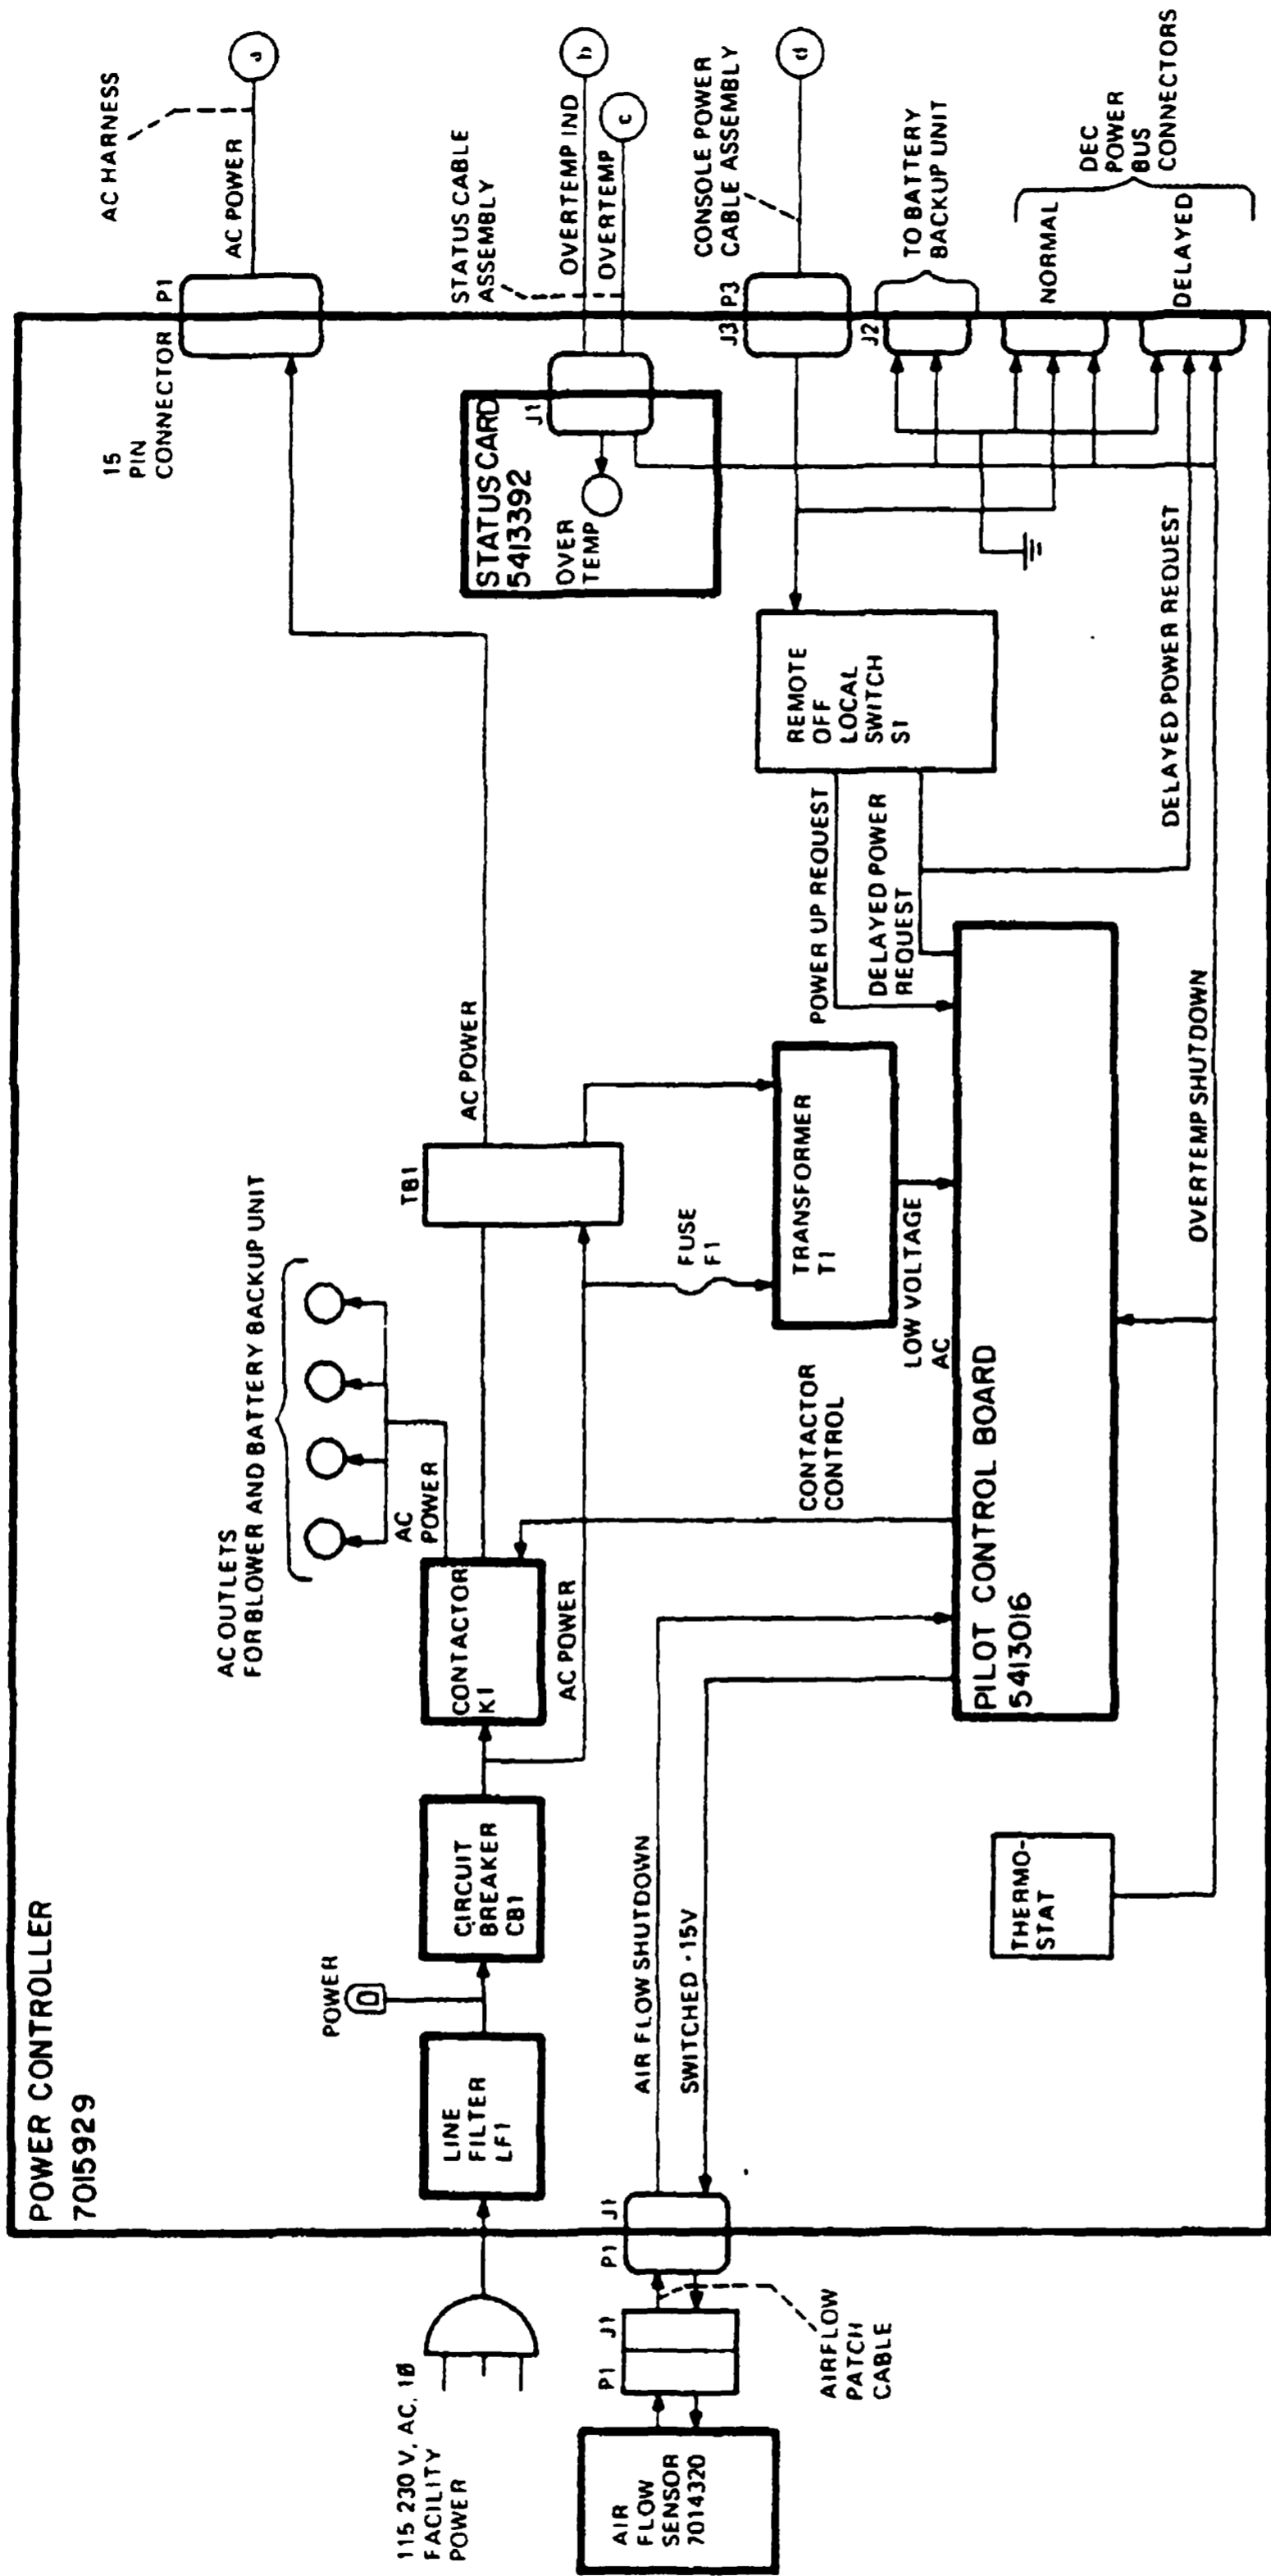 POWER CONTROLLER
7015929
115 230 V, AC, 1Ø
FACILITY
POWER
LINE
FILTER
LF1
POWER
CIRCUIT
BREAKER
CB1
CONTACTOR
K1
AC OUTLETS
FOR BLOWER AND BATTERY BACKUP UNIT
AC
POWER
AC POWER
TB1
AC POWER
15
PIN
CONNECTOR
P1
AC POWER
AC HARNESS
a
FUSE
F1
TRANSFORMER
T1
LOW VOLTAGE
AC
CONTACTOR
CONTROL
STATUS CARD
5413392
OVER
TEMP
J1
STATUS CABLE
ASSEMBLY
OVERTEMP IND
OVERTEMP
b
c
CONSOLE POWER
CABLE ASSEMBLY
J3
P3
d
J2
TO BATTERY
BACKUP UNIT
NORMAL
DELAYED
DEC
POWER
BUS
CONNECTORS
REMOTE
OFF
LOCAL
SWITCH
S1
POWER UP REQUEST
DELAYED POWER
REQUEST
DELAYED POWER REQUEST
OVERTEMP SHUTDOWN
PILOT CONTROL BOARD
5413016
THERMO-
STAT
AIR FLOW SHUTDOWN
SWITCHED ·15V
P1
J1
P1
J1
AIRFLOW
PATCH
CABLE
AIR
FLOW
SENSOR
7014320